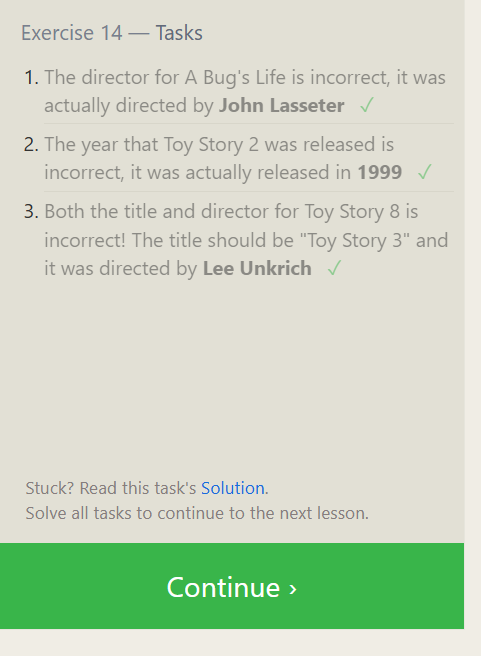 Exercise 14 — Tasks
1. The director for A Bug's Life is incorrect, it was
actually directed by John Lasseter ✓
2. The year that Toy Story 2 was released is
incorrect, it was actually released in 1999 ✓
3. Both the title and director for Toy Story 8 is
incorrect! The title should be "Toy Story 3" and
it was directed by Lee Unkrich ✓
Stuck? Read this task's Solution.
Solve all tasks to continue to the next lesson.
Continue ›